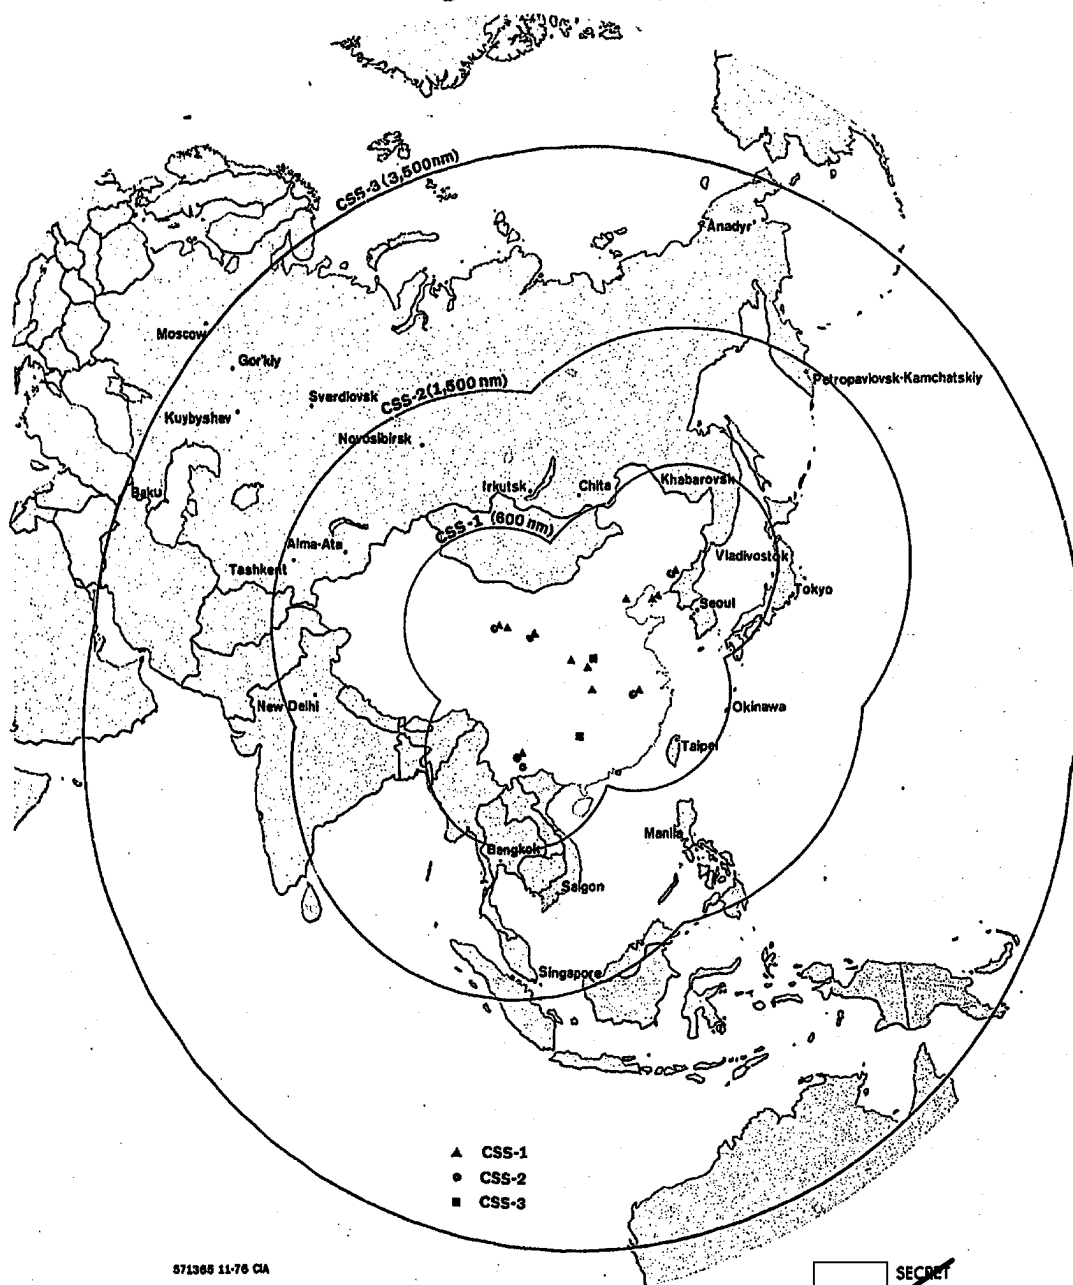 CSS-3 (3,500nm)
Anadyr'
Moscow
Gor'kiy
Petropavlovsk-Kamchatskiy
CSS-2 (1,500 nm)
Sverdlovsk
Kuybyshev
Novosibirsk
Khabarovsk
Irkutsk
Chita
Baku
CSS-1 (600 nm)
Alma-Ata
Vladivostok
Tashkent
Tokyo
Seoul
New Delhi
Okinawa
Taipei
Manila
Bangkok
Saigon
Singapore
CSS-1
CSS-2
CSS-3
571365 11-76 CIA
SECRET